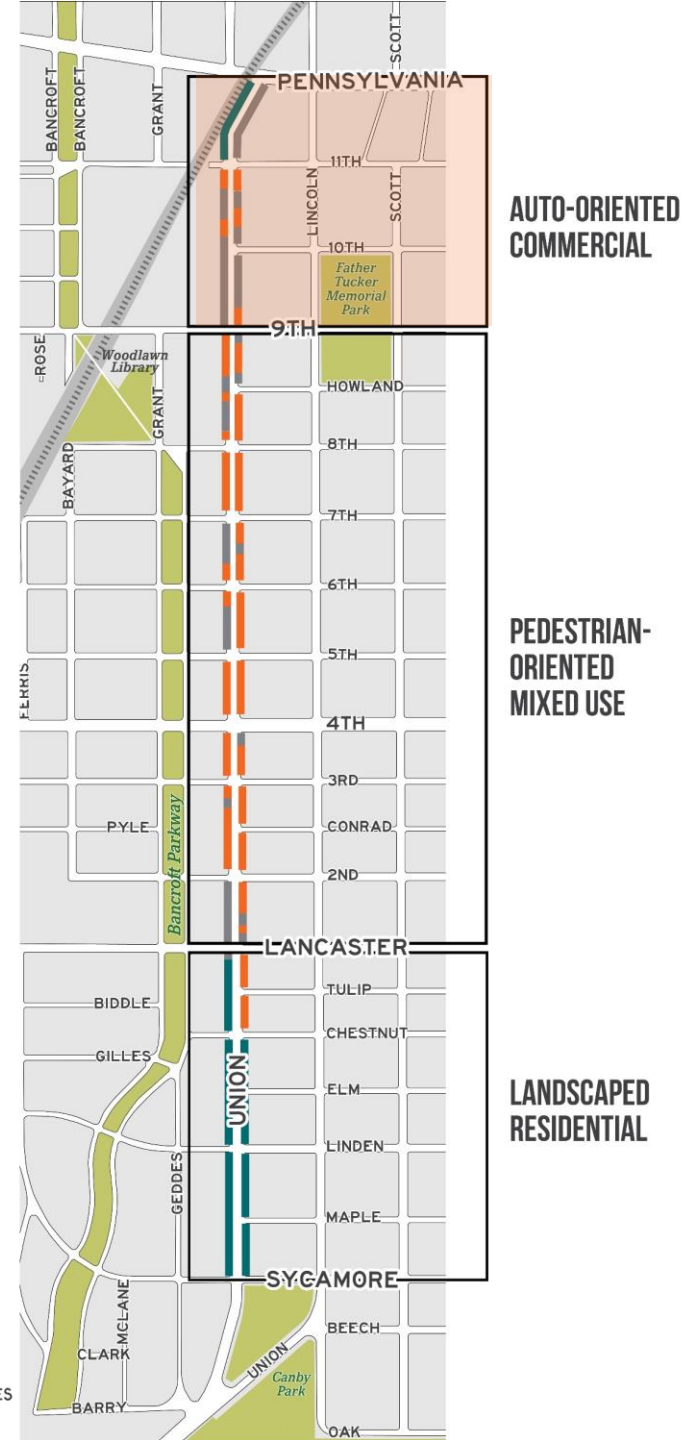 SCOTT
BANCROFT
BANCROFT
GRANT
PENNSYLVANIA
11TH
LINCOLN
SCOTT
AUTO-ORIENTED
COMMERCIAL
10TH
Father
Tucker
Memorial
Park
9TH
ROSE
Woodlawn
Library
GRANT
HOWLAND
8TH
BAYARD
7TH
6TH
PEDESTRIAN-
ORIENTED
MIXED USE
5TH
FERRIS
4TH
3RD
Bancroft Parkway
PYLE
CONRAD
2ND
LANCASTER
TULIP
BIDDLE
CHESTNUT
GILLES
UNION
ELM
LANDSCAPED
RESIDENTIAL
LINDEN
GEDDES
MAPLE
SYCAMORE
MCLANE
BEECH
CLARK
UNION
Canby
Park
ES
BARRY
OAK